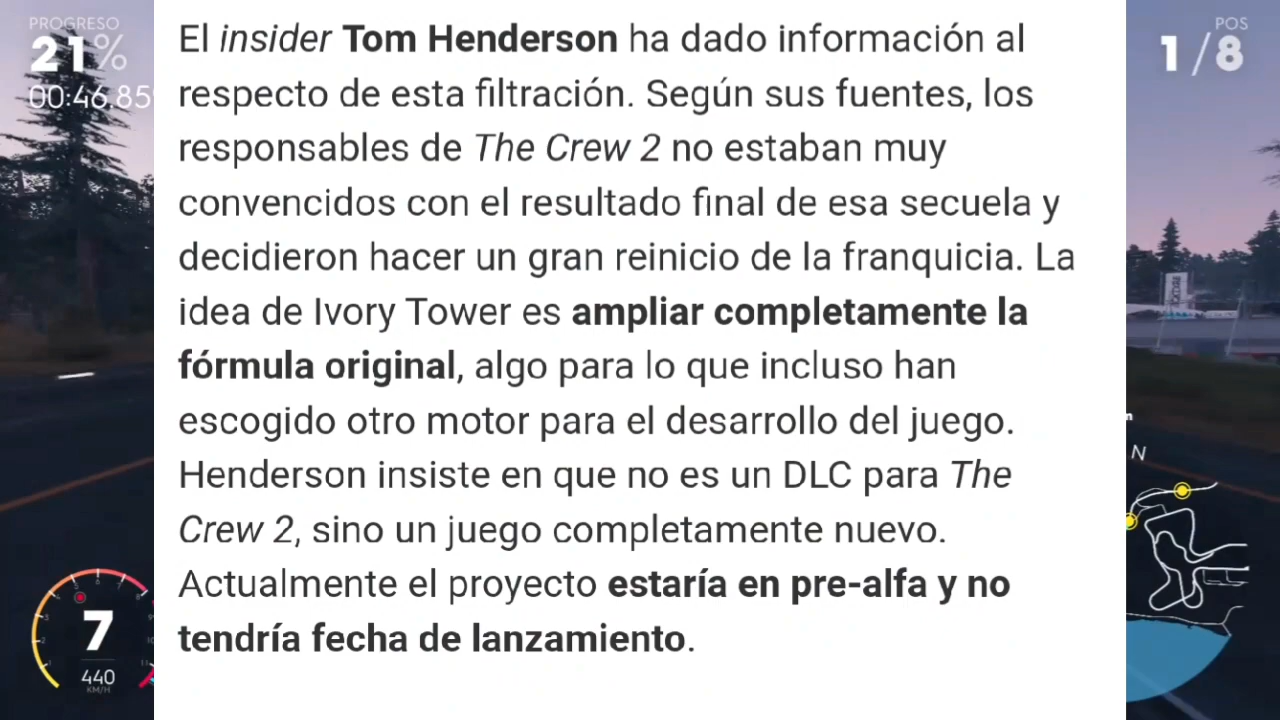 PROGRESO
21%
00:46.85
POS
1/8
El insider Tom Henderson ha dado información al
respecto de esta filtración. Según sus fuentes, los
responsables de The Crew 2 no estaban muy
convencidos con el resultado final de esa secuela y
decidieron hacer un gran reinicio de la franquicia. La
idea de Ivory Tower es ampliar completamente la
fórmula original, algo para lo que incluso han
escogido otro motor para el desarrollo del juego.
Henderson insiste en que no es un DLC para The
Crew 2, sino un juego completamente nuevo.
Actualmente el proyecto estaría en pre-alfa y no
tendría fecha de lanzamiento.
N
7
440
KM/H